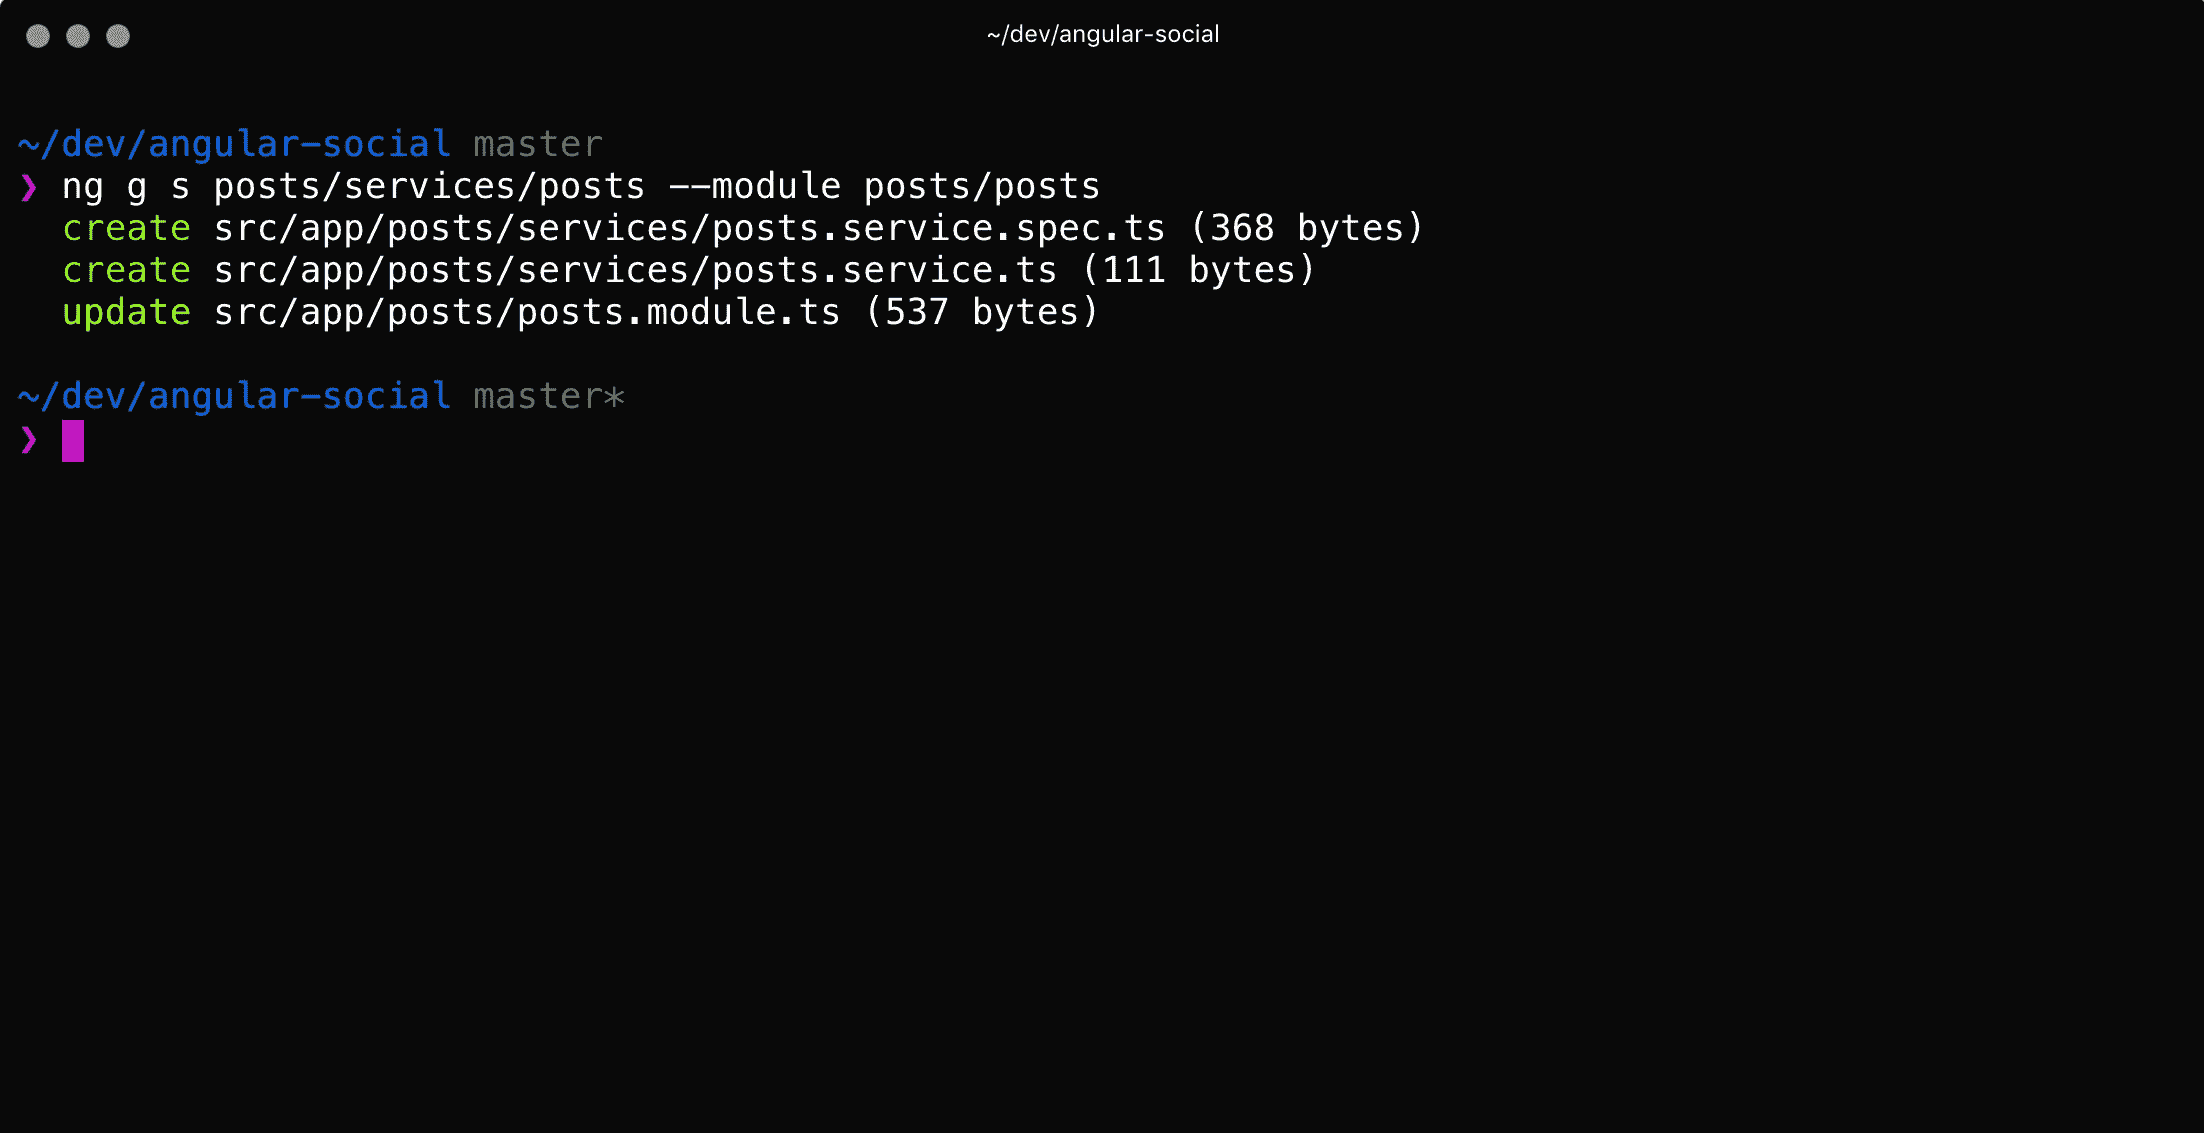 ~/dev/angular-social
~/dev/angular-social master
❯ ng g s posts/services/posts --module posts/posts
create src/app/posts/services/posts.service.spec.ts (368 bytes)
create src/app/posts/services/posts.service.ts (111 bytes)
update src/app/posts/posts.module.ts (537 bytes)
~/dev/angular-social master*
❯